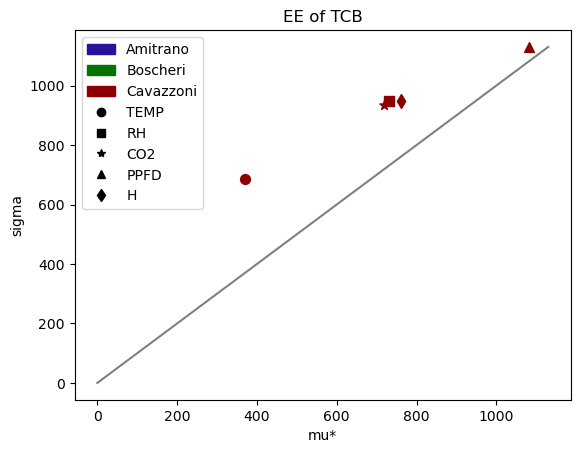 EE of TCB
Amitrano
Boscheri
Cavazzoni
TEMP
RH
CO2
PPFD
H
sigma
1000
800
600
400
200
0
0 200 400 600 800 1000
mu*